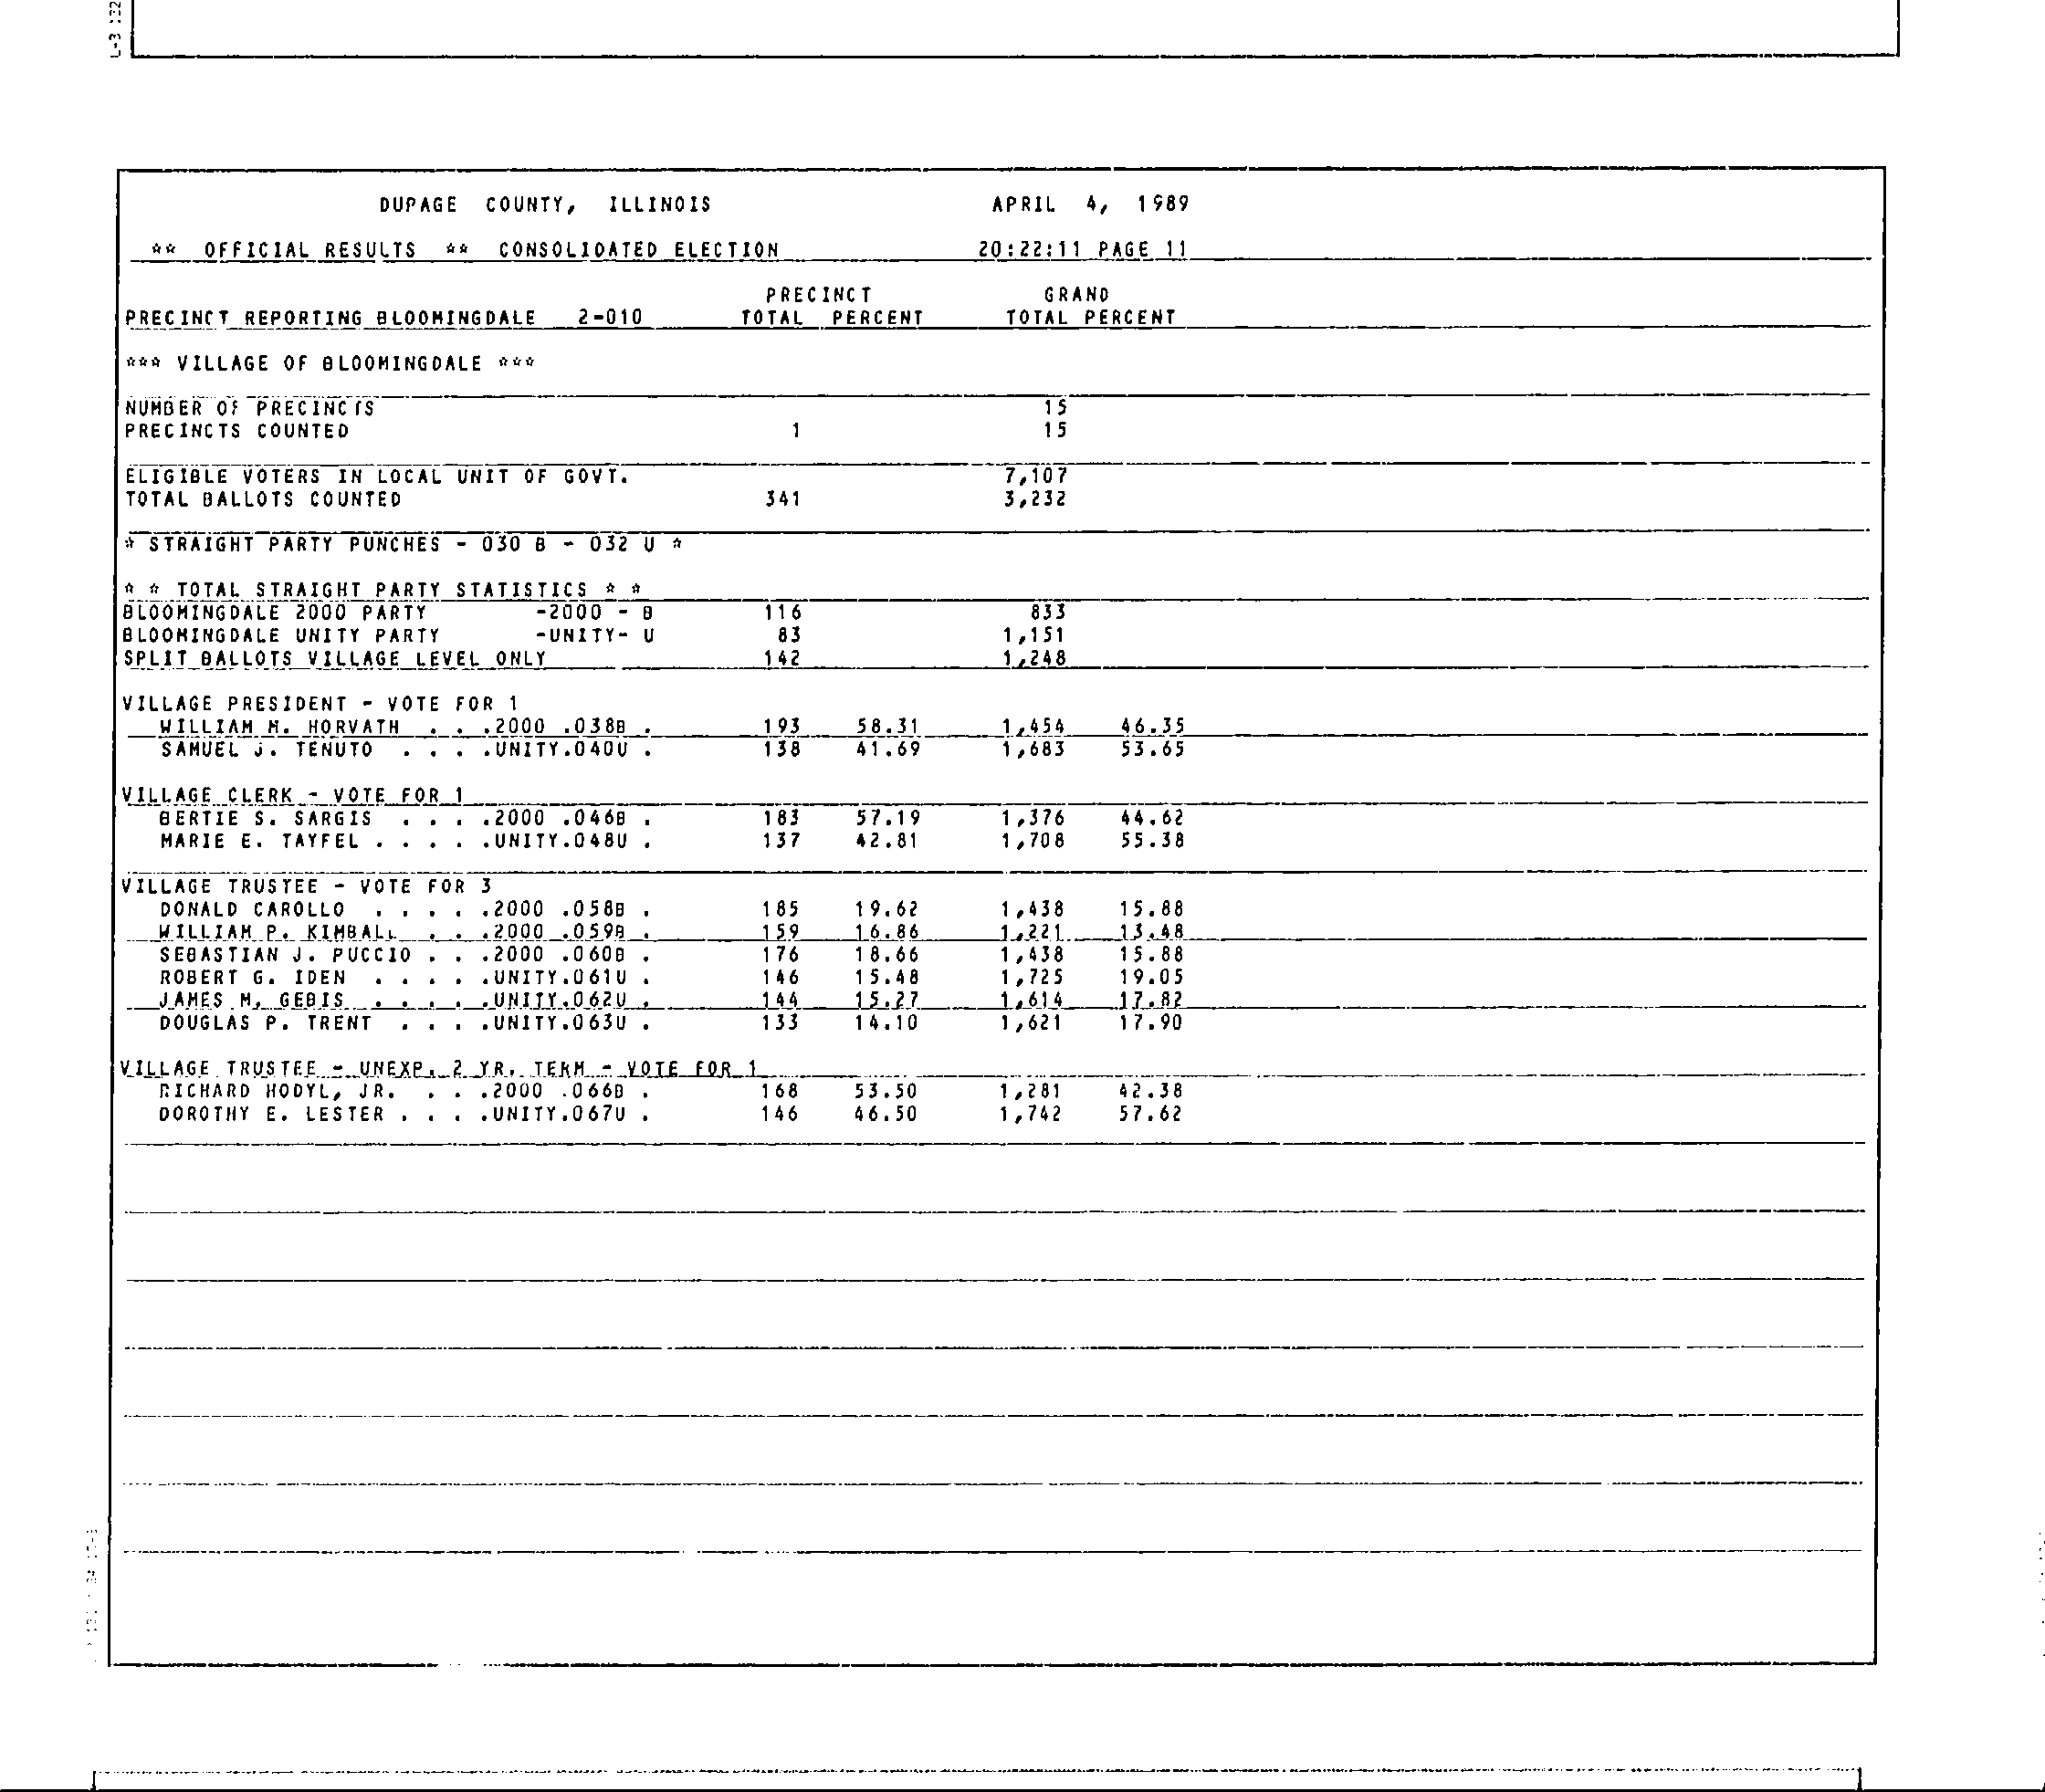 DUPAGE COUNTY, ILLINOIS APRIL 4, 1989
** OFFICIAL RESULTS ** CONSOLIDATED ELECTION 20:22:11 PAGE 11
PRECINCT GRAND
PRECINCT REPORTING BLOOMINGDALE 2-010 TOTAL PERCENT TOTAL PERCENT
*** VILLAGE OF BLOOMINGDALE ***
NUMBER OF PRECINCTS 15
PRECINCTS COUNTED 1 15
ELIGIBLE VOTERS IN LOCAL UNIT OF GOVT. 7,107
TOTAL BALLOTS COUNTED 341 3,232
* STRAIGHT PARTY PUNCHES - 030 B - 032 U *
* * TOTAL STRAIGHT PARTY STATISTICS * *
BLOOMINGDALE 2000 PARTY -2000 - B 116 833
BLOOMINGDALE UNITY PARTY -UNITY- U 83 1,151
SPLIT BALLOTS VILLAGE LEVEL ONLY 142 1,248
VILLAGE PRESIDENT - VOTE FOR 1
WILLIAM M. HORVATH . . .2000 .038B . 193 58.31 1,454 46.35
SAMUEL J. TENUTO . . . .UNITY.040U . 138 41.69 1,683 53.65
VILLAGE CLERK - VOTE FOR 1
BERTIE S. SARGIS . . . .2000 .046B . 183 57.19 1,376 44.62
MARIE E. TAYFEL . . . . .UNITY.048U . 137 42.81 1,708 55.38
VILLAGE TRUSTEE - VOTE FOR 3
DONALD CAROLLO . . . . .2000 .058B . 185 19.62 1,438 15.88
WILLIAM P. KIMBALL . . .2000 .059B . 159 16.86 1,221 13.48
SEBASTIAN J. PUCCIO . . .2000 .060B . 176 18.66 1,438 15.88
ROBERT G. IDEN . . . . .UNITY.061U . 146 15.48 1,725 19.05
JAMES M. GEBIS . . . . .UNITY.062U . 144 15.27 1,614 17.82
DOUGLAS P. TRENT . . . .UNITY.063U . 133 14.10 1,621 17.90
VILLAGE TRUSTEE - UNEXP. 2 YR. TERM - VOTE FOR 1
RICHARD HODYL, JR. . . .2000 .066B . 168 53.50 1,281 42.38
DOROTHY E. LESTER . . . .UNITY.067U . 146 46.50 1,742 57.62